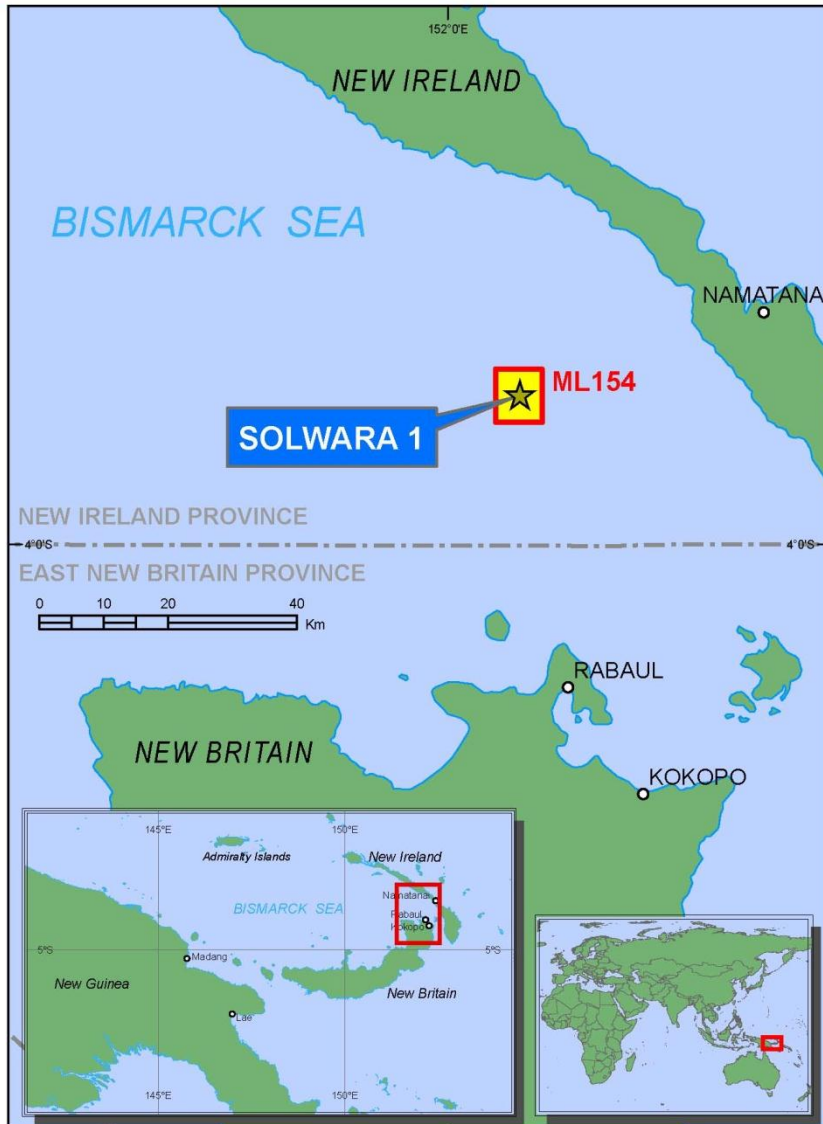 152°0'E
NEW IRELAND
BISMARCK SEA
NAMATANA
ML154
SOLWARA 1
NEW IRELAND PROVINCE
4°0'S
4°0'S
EAST NEW BRITAIN PROVINCE
0 10 20 40
Km
RABAUL
NEW BRITAIN
KOKOPO
145°E
150°E
Admiralty Islands
New Ireland
BISMARCK SEA
Namatana
Rabaul
Kokopo
5°S
5°S
Madang
New Guinea
New Britain
Lae
145°E
150°E